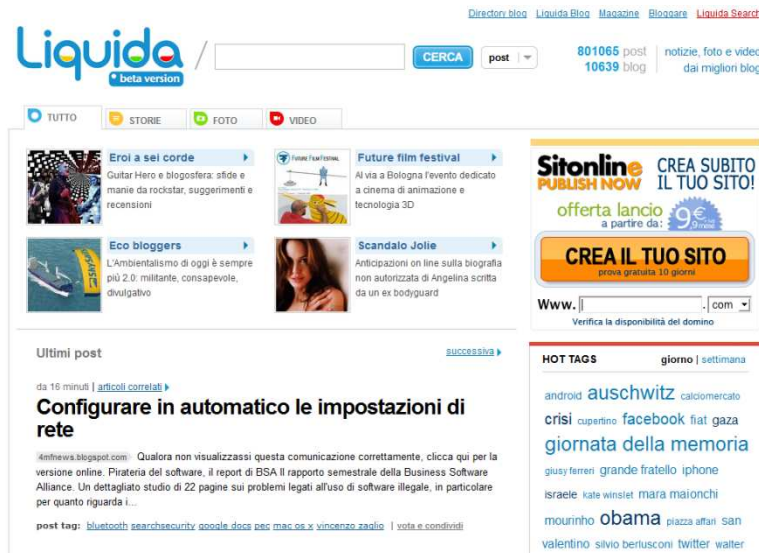 Directory blog Liquida Blog Magazine Bloggare Liquida Search
Liquida
beta version
/
CERCA
post
801065 post
10639 blog
notizie, foto e video
dai migliori blog
TUTTO
STORIE
FOTO
VIDEO
Eroi a sei corde
Guitar Hero e blogosfera: sfide e
manie da rockstar, suggerimenti e
recensioni
FUTURE FILM FESTIVAL
Future film festival
Al via a Bologna l'evento dedicato
a cinema di animazione e
tecnologia 3D
Eco bloggers
L'Ambientalismo di oggi è sempre
più 2.0: militante, consapevole,
divulgativo
Scandalo Jolie
Anticipazioni on line sulla biografia
non autorizzata di Angelina scritta
da un ex bodyguard
Sitonline
PUBLISH NOW
CREA SUBITO
IL TUO SITO!
offerta lancio
a partire da:
CREA IL TUO SITO
prova gratuita 10 giorni
Www. . com
Verifica la disponibilità del domino
Ultimi post
successiva
da 16 minuti | articoli correlati
Configurare in automatico le impostazioni di
rete
4mfnews.blogspot.com Qualora non visualizzassi questa comunicazione correttamente, clicca qui per la
versione online. Pirateria del software, il report di BSA Il rapporto semestrale della Business Software
Alliance. Un dettagliato studio di 22 pagine sui problemi legati all'uso di software illegale, in particolare
per quanto riguarda i...
post tag: bluetooth searchsecurity google docs pec mac os x vincenzo zaglio | vota e condividi
HOT TAGS
giorno | settimana
android auschwitz calciomercato
crisi cupertino facebook fiat gaza
giornata della memoria
giusy ferreri grande fratello iphone
israele kate winslet mara maionchi
mourinho obama piazza affari san
valentino silvio berlusconi twitter walter